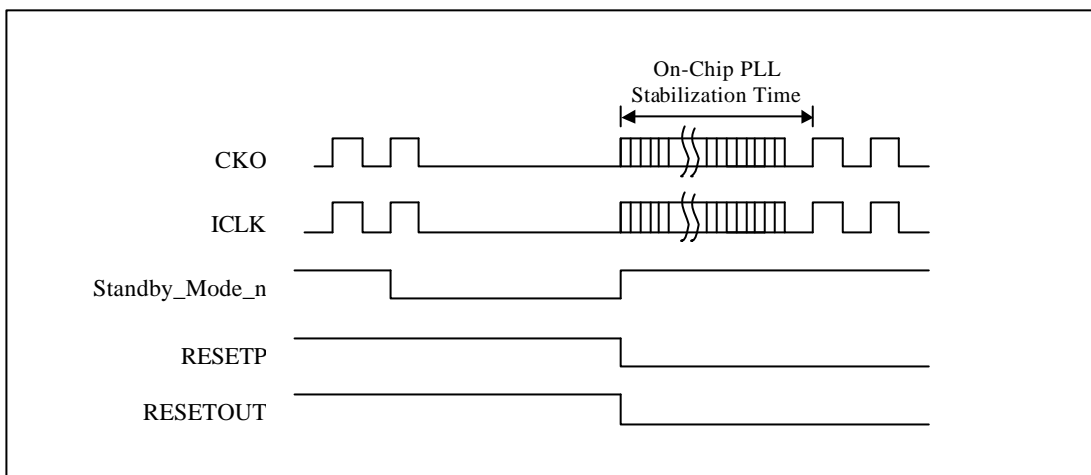 On-Chip PLL
Stabilization Time
CKO
ICLK
Standby_Mode_n
RESETP
RESETOUT